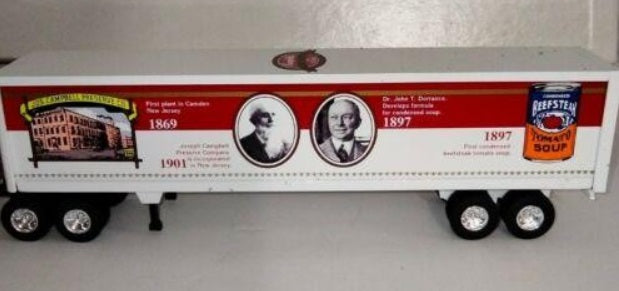 JOS. CAMPBELL PRESERVE CO.
First plant in Camden
New Jersey
1869
Joseph Campbell
Preserve Company
1901 is incorporated
in New Jersey.
Dr. John T. Dorrance,
Develops formula
for condensed soup.
1897
1897
First condensed
beefsteak tomato soup.
CONDENSED
BEEFSTEAK
TOMATO
SOUP